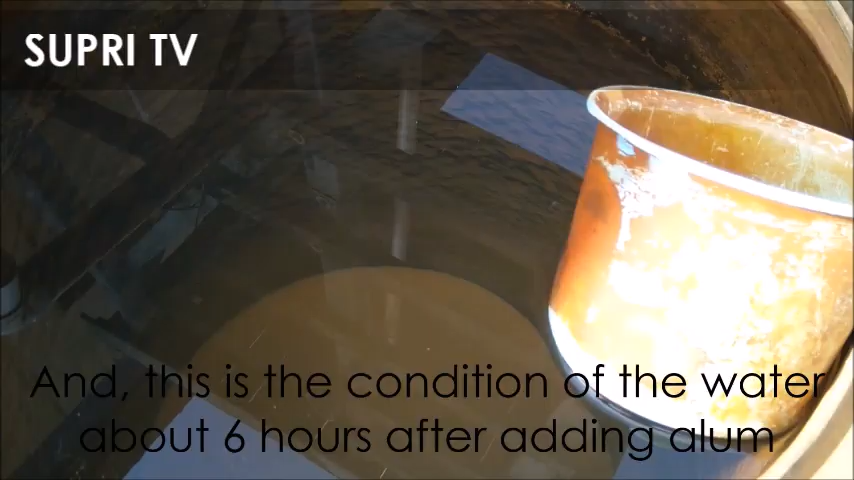 SUPRI TV
And, this is the condition of the water
about 6 hours after adding alum